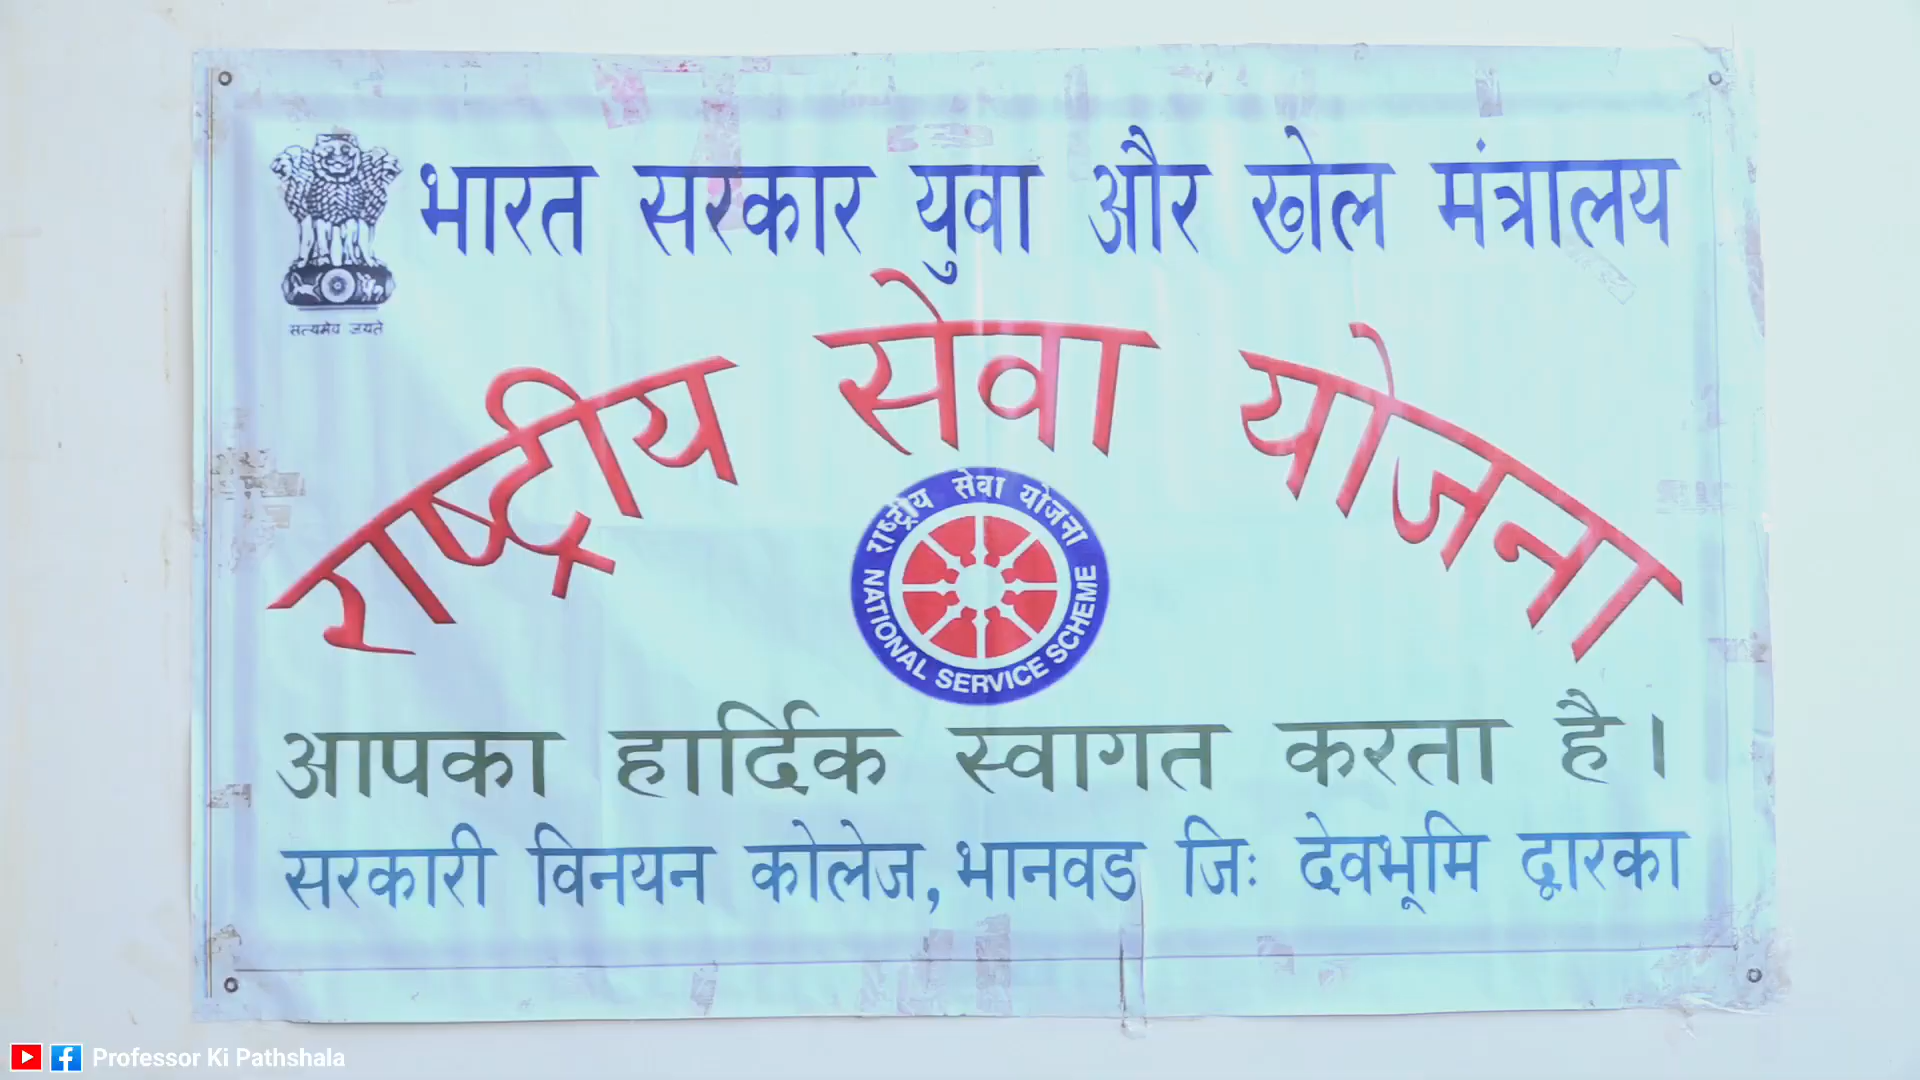 भारत सरकार युवा और खेल मंत्रालय
सत्यमेव जयते
राष्ट्रीय सेवा योजना
राष्ट्रीय सेवा योजना
NATIONAL SERVICE SCHEME
आपका हार्दिक स्वागत करता है।
सरकारी विनयन कोलेज, भानवड जिः देवभूमि द्वारका
Professor Ki Pathshala